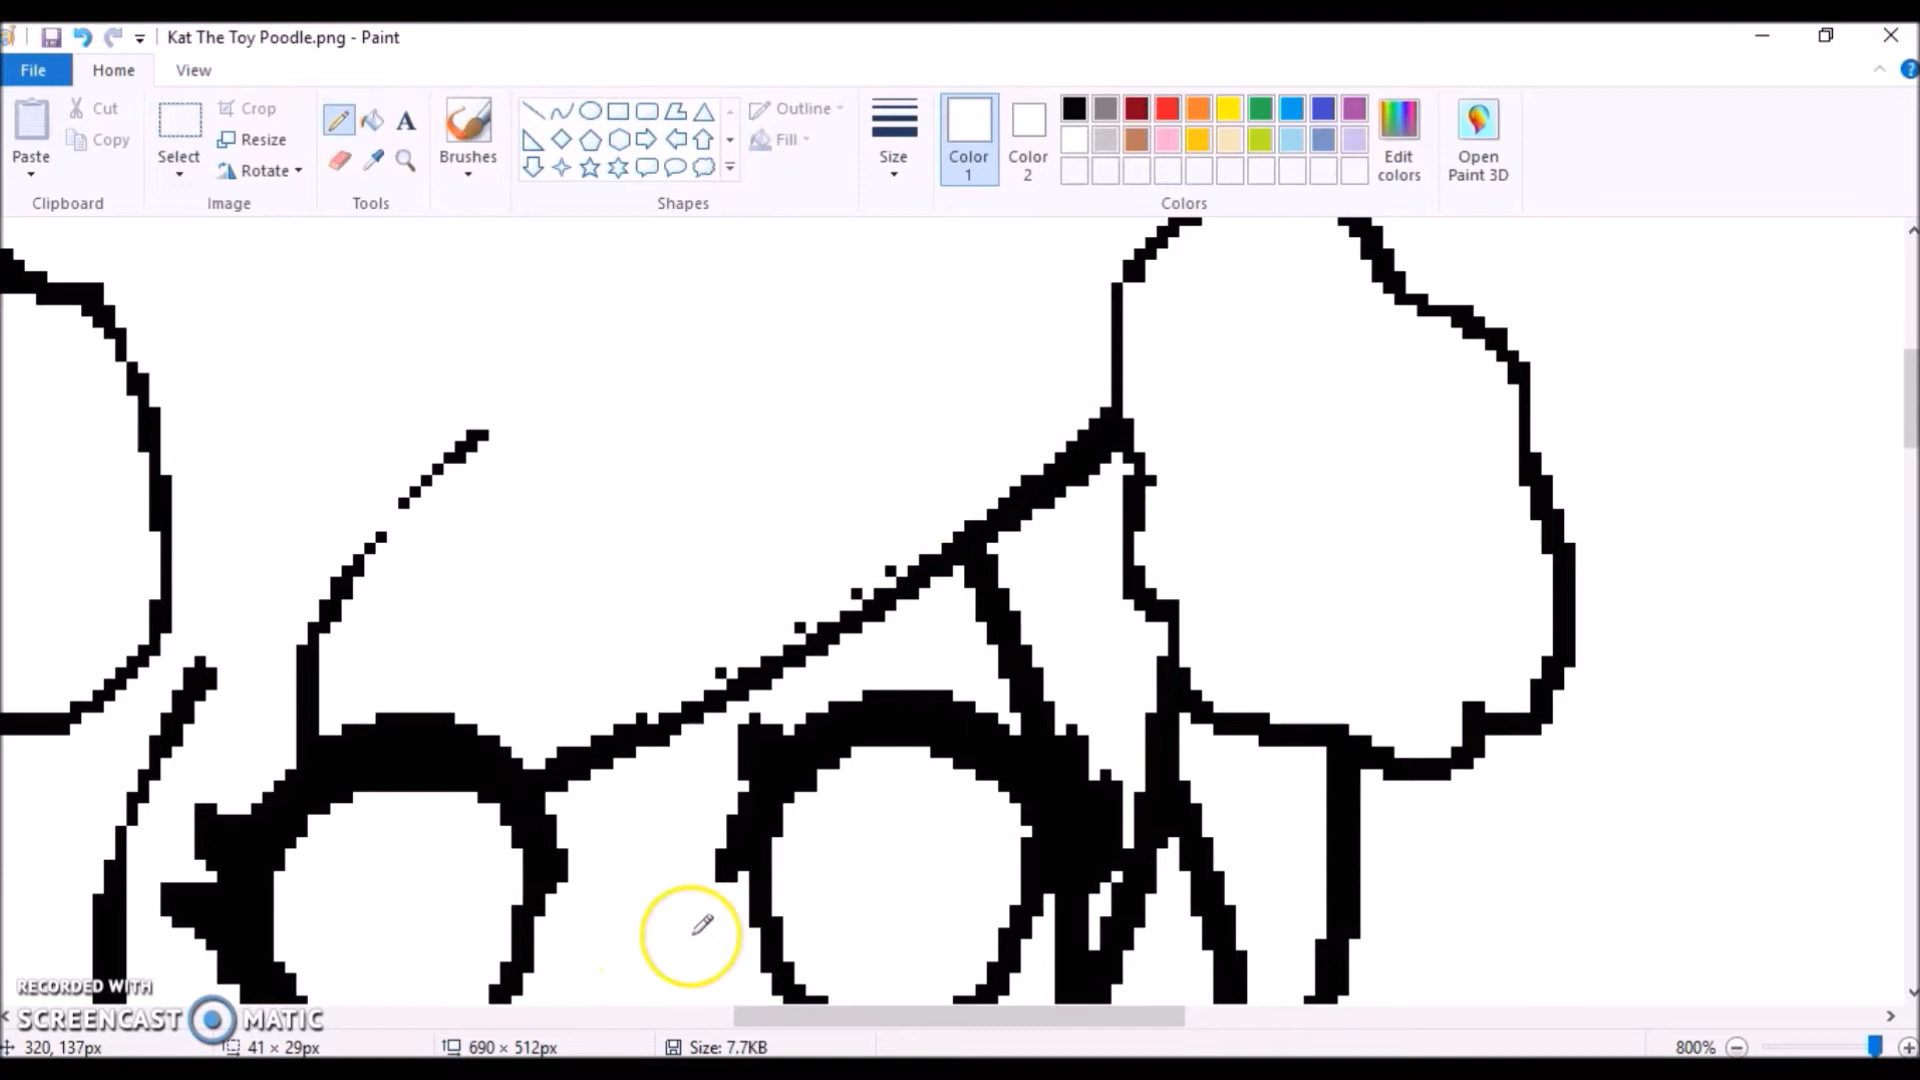 Kat The Toy Poodle.png - Paint
File Home View
Cut Crop Outline
Copy Resize Fill
Paste Select Rotate Brushes Size Color 1 Color 2 Edit colors Open Paint 3D
Clipboard Image Tools Shapes Colors
RECORDED WITH
SCREENCAST MATIC
320, 137px 41 × 29px 690 × 512px Size: 7.7KB 800%